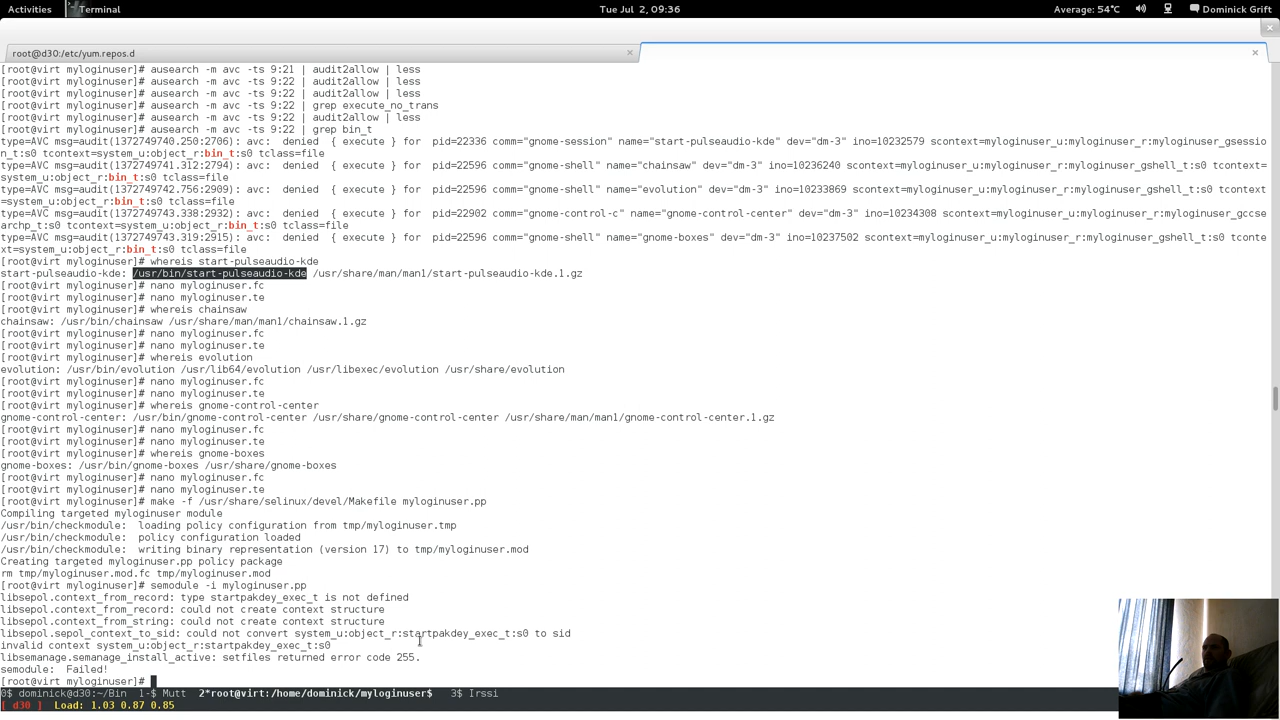 Activities Terminal Tue Jul 2, 09:36 Average: 54°C Dominick Grift
root@d30:/etc/yum.repos.d × ×
[root@virt myloginuser]# ausearch -m avc -ts 9:21 | audit2allow | less
[root@virt myloginuser]# ausearch -m avc -ts 9:22 | audit2allow | less
[root@virt myloginuser]# ausearch -m avc -ts 9:22 | audit2allow | less
[root@virt myloginuser]# ausearch -m avc -ts 9:22 | grep execute_no_trans
[root@virt myloginuser]# ausearch -m avc -ts 9:22 | audit2allow | less
[root@virt myloginuser]# ausearch -m avc -ts 9:22 | grep bin_t
type=AVC msg=audit(1372749740.250:2706): avc:  denied  { execute } for  pid=22336 comm="gnome-session" name="start-pulseaudio-kde" dev="dm-3" ino=10232579 scontext=myloginuser_u:myloginuser_r:myloginuser_gsessio
n_t:s0 tcontext=system_u:object_r:bin_t:s0 tclass=file
type=AVC msg=audit(1372749741.312:2794): avc:  denied  { execute } for  pid=22596 comm="gnome-shell" name="chainsaw" dev="dm-3" ino=10236240 scontext=myloginuser_u:myloginuser_r:myloginuser_gshell_t:s0 tcontext=
system_u:object_r:bin_t:s0 tclass=file
type=AVC msg=audit(1372749742.756:2909): avc:  denied  { execute } for  pid=22596 comm="gnome-shell" name="evolution" dev="dm-3" ino=10233869 scontext=myloginuser_u:myloginuser_r:myloginuser_gshell_t:s0 tcontext
=system_u:object_r:bin_t:s0 tclass=file
type=AVC msg=audit(1372749743.338:2932): avc:  denied  { execute } for  pid=22902 comm="gnome-control-c" name="gnome-control-center" dev="dm-3" ino=10234308 scontext=myloginuser_u:myloginuser_r:myloginuser_gccse
archp_t:s0 tcontext=system_u:object_r:bin_t:s0 tclass=file
type=AVC msg=audit(1372749743.319:2915): avc:  denied  { execute } for  pid=22596 comm="gnome-shell" name="gnome-boxes" dev="dm-3" ino=10237502 scontext=myloginuser_u:myloginuser_r:myloginuser_gshell_t:s0 tconte
xt=system_u:object_r:bin_t:s0 tclass=file
[root@virt myloginuser]# whereis start-pulseaudio-kde
start-pulseaudio-kde: /usr/bin/start-pulseaudio-kde /usr/share/man/man1/start-pulseaudio-kde.1.gz
[root@virt myloginuser]# nano myloginuser.fc
[root@virt myloginuser]# nano myloginuser.te
[root@virt myloginuser]# whereis chainsaw
chainsaw: /usr/bin/chainsaw /usr/share/man/man1/chainsaw.1.gz
[root@virt myloginuser]# nano myloginuser.fc
[root@virt myloginuser]# nano myloginuser.te
[root@virt myloginuser]# whereis evolution
evolution: /usr/bin/evolution /usr/lib64/evolution /usr/libexec/evolution /usr/share/evolution
[root@virt myloginuser]# nano myloginuser.fc
[root@virt myloginuser]# nano myloginuser.te
[root@virt myloginuser]# whereis gnome-control-center
gnome-control-center: /usr/bin/gnome-control-center /usr/share/gnome-control-center /usr/share/man/man1/gnome-control-center.1.gz
[root@virt myloginuser]# nano myloginuser.fc
[root@virt myloginuser]# nano myloginuser.te
[root@virt myloginuser]# whereis gnome-boxes
gnome-boxes: /usr/bin/gnome-boxes /usr/share/gnome-boxes
[root@virt myloginuser]# nano myloginuser.fc
[root@virt myloginuser]# nano myloginuser.te
[root@virt myloginuser]# make -f /usr/share/selinux/devel/Makefile myloginuser.pp
Compiling targeted myloginuser module
/usr/bin/checkmodule:  loading policy configuration from tmp/myloginuser.tmp
/usr/bin/checkmodule:  policy configuration loaded
/usr/bin/checkmodule:  writing binary representation (version 17) to tmp/myloginuser.mod
Creating targeted myloginuser.pp policy package
rm tmp/myloginuser.mod.fc tmp/myloginuser.mod
[root@virt myloginuser]# semodule -i myloginuser.pp
libsepol.context_from_record: type startpakdey_exec_t is not defined
libsepol.context_from_record: could not create context structure
libsepol.context_from_string: could not create context structure
libsepol.sepol_context_to_sid: could not convert system_u:object_r:startpakdey_exec_t:s0 to sid
invalid context system_u:object_r:startpakdey_exec_t:s0
libsemanage.semanage_install_active: setfiles returned error code 255.
semodule:  Failed!
[root@virt myloginuser]#
0$ dominick@d30:~/Bin  1-$ Mutt  2*root@virt:/home/dominick/myloginuser$   3$ Irssi
[ d30 ]  Load: 1.03 0.87 0.85